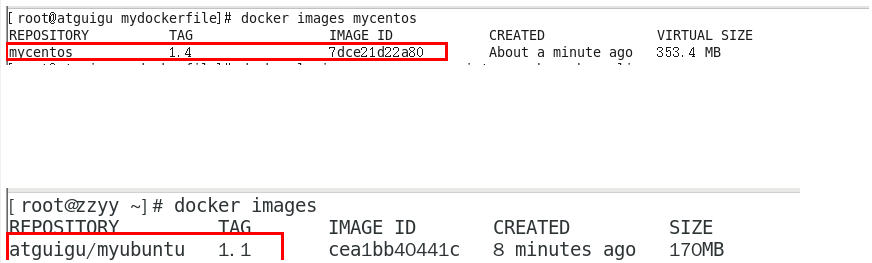 [root@atguigu mydockerfile]# docker images mycentos
REPOSITORY TAG IMAGE ID CREATED VIRTUAL SIZE
mycentos 1.4 7dce21d22a80 About a minute ago 353.4 MB
[root@zzyy ~]# docker images
REPOSITORY TAG IMAGE ID CREATED SIZE
atguigu/myubuntu 1.1 cea1bb40441c 8 minutes ago 170MB